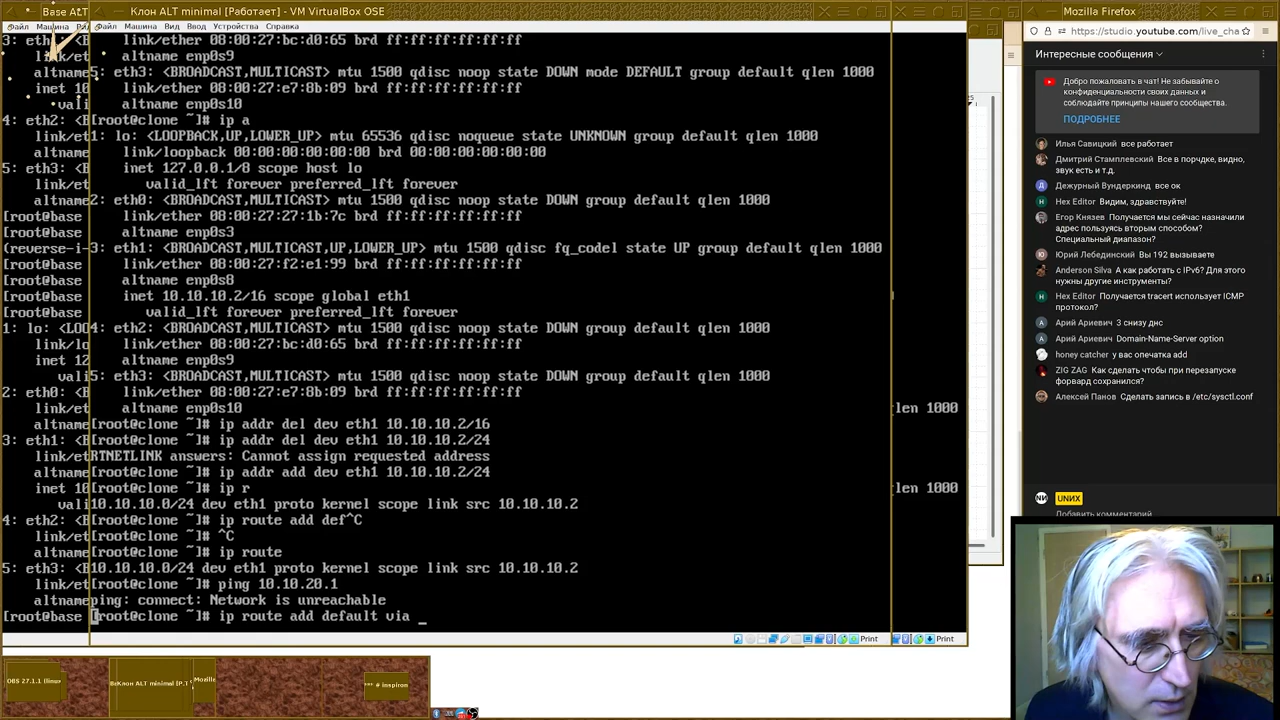 Base ALT
Клон ALT minimal [Работает] - VM VirtualBox OSE
Mozilla Firefox
Файл Машина
Файл Машина Вид Ввод Устройства Справка
https://studio.youtube.com/live_cha
3: eth
link/et
altname
inet 10
vali
4: eth2: <B
link/et
altname
5: eth3: <B
link/et
altname
[root@base
[root@base
(reverse-i-
[root@base
[root@base
[root@base
1: lo: <LOO
link/lo
inet 12
vali
2: eth0: <B
link/et
altname
3: eth1: <B
link/et
altname
inet 10
vali
4: eth2: <B
link/et
altname
5: eth3: <B
link/et
altname
[root@base
link/ether 08:00:27:bc:d0:65 brd ff:ff:ff:ff:ff:ff
altname enp0s9
5: eth3: <BROADCAST,MULTICAST> mtu 1500 qdisc noop state DOWN mode DEFAULT group default qlen 1000
link/ether 08:00:27:e7:8b:09 brd ff:ff:ff:ff:ff:ff
altname enp0s10
[root@clone ~]# ip a
1: lo: <LOOPBACK,UP,LOWER_UP> mtu 65536 qdisc noqueue state UNKNOWN group default qlen 1000
link/loopback 00:00:00:00:00:00 brd 00:00:00:00:00:00
inet 127.0.0.1/8 scope host lo
valid_lft forever preferred_lft forever
2: eth0: <BROADCAST,MULTICAST> mtu 1500 qdisc noop state DOWN group default qlen 1000
link/ether 08:00:27:27:1b:7c brd ff:ff:ff:ff:ff:ff
altname enp0s3
3: eth1: <BROADCAST,MULTICAST,UP,LOWER_UP> mtu 1500 qdisc fq_codel state UP group default qlen 1000
link/ether 08:00:27:f2:e1:99 brd ff:ff:ff:ff:ff:ff
altname enp0s8
inet 10.10.10.2/16 scope global eth1
valid_lft forever preferred_lft forever
4: eth2: <BROADCAST,MULTICAST> mtu 1500 qdisc noop state DOWN group default qlen 1000
link/ether 08:00:27:bc:d0:65 brd ff:ff:ff:ff:ff:ff
altname enp0s9
5: eth3: <BROADCAST,MULTICAST> mtu 1500 qdisc noop state DOWN group default qlen 1000
link/ether 08:00:27:e7:8b:09 brd ff:ff:ff:ff:ff:ff
altname enp0s10
[root@clone ~]# ip addr del dev eth1 10.10.10.2/16
[root@clone ~]# ip addr del dev eth1 10.10.10.2/24
RTNETLINK answers: Cannot assign requested address
[root@clone ~]# ip addr add dev eth1 10.10.10.2/24
[root@clone ~]# ip r
10.10.10.0/24 dev eth1 proto kernel scope link src 10.10.10.2
[root@clone ~]# ip route add def^C
[root@clone ~]# ^C
[root@clone ~]# ip route
10.10.10.0/24 dev eth1 proto kernel scope link src 10.10.10.2
[root@clone ~]# ping 10.10.20.1
ping: connect: Network is unreachable
[root@clone ~]# ip route add default via _
len 1000
len 1000
Print
Print
Интересные сообщения
Добро пожаловать в чат! Не забывайте о
конфиденциальности своих данных и
соблюдайте принципы нашего сообщества.
ПОДРОБНЕЕ
Илья Савицкий все работает
Дмитрий Стамплевский Все в порчдке, видно,
звук есть и т.д.
Дежурный Вундеркинд все ок
Hex Editor Видим, здравствуйте!
Егор Князев Получается мы сейчас назначили
адрес пользуясь вторым способом?
Специальный диапазон?
Юрий Лебединский Вы 192 вызываете
Anderson Silva А как работать с IPv6? Для этого
нужны другие инструменты?
Hex Editor Получается tracert использует ICMP
протокол?
Арий Ариевич 3 снизу днс
Арий Ариевич Domain-Name-Server option
honey catcher у вас опечатка add
ZIG ZAG Как сделать чтобы при перезапуске
форвард сохранился?
Алексей Панов Сделать запись в /etc/sysctl.conf
UNИX
Добавить комментарий
OBS 27.1.1 (linux
Клон ALT minimal [Р
Mozilla
*** # inspiron